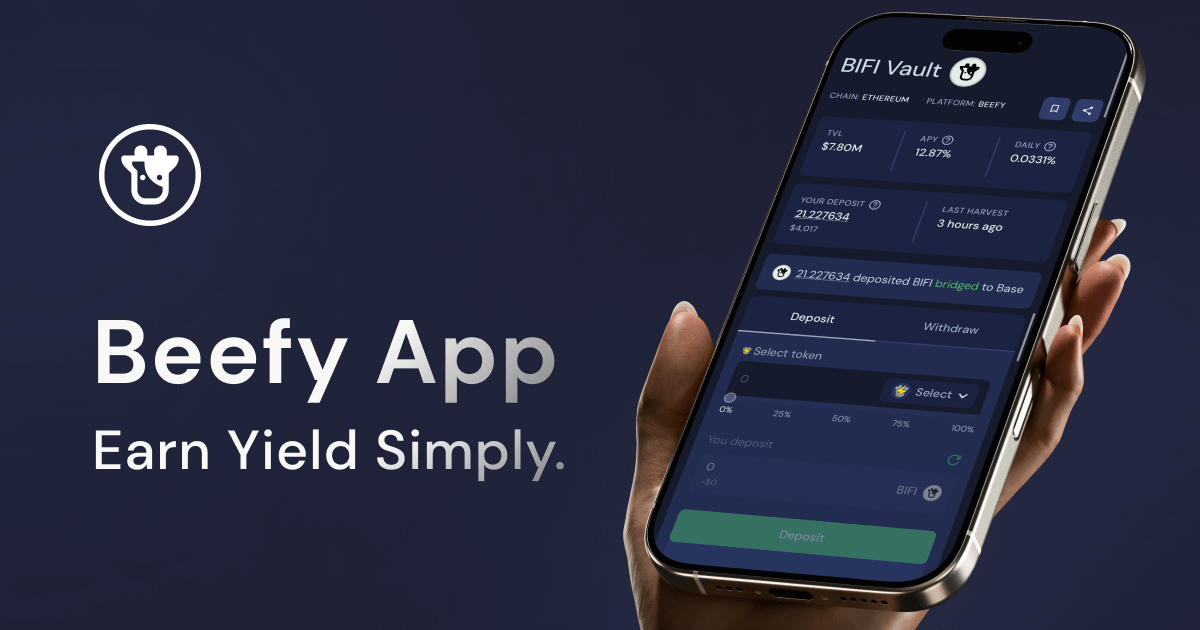 Beefy App
Earn Yield Simply.
BIFI Vault
CHAIN: ETHEREUM PLATFORM: BEEFY
TVL APY ? DAILY ?
$7.80M 12.87% 0.0331%
YOUR DEPOSIT ? LAST HARVEST
21.227634 3 hours ago
$4,017
21.227634 deposited BIFI bridged to Base
Deposit Withdraw
Select token
0 Select
0% 25% 50% 75% 100%
You deposit
0 BIFI
~$0
Deposit